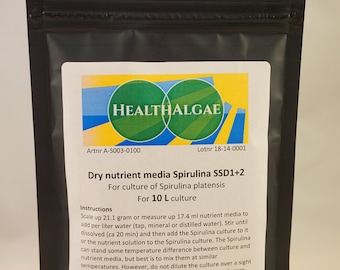 HEALTHALGAE
Artnr A-S003-0100 Lotnr 18-14-0001
Dry nutrient media Spirulina SSD1+2
For culture of Spirulina platensis
For 10 L culture
Instructions
Scale up 21.1 gram or measure up 17.4 ml nutrient media to
add per liter water (tap, mineral or distilled water). Stir until
dissolved (ca 20 min) and then add the Spirulina culture to it
or the nutrient solution to the Spirulina culture. The Spirulina
can stand some temperature difference between culture and
nutrient media, but best is to mix them at similar
temperatures. However, do not dilute the culture over a sight